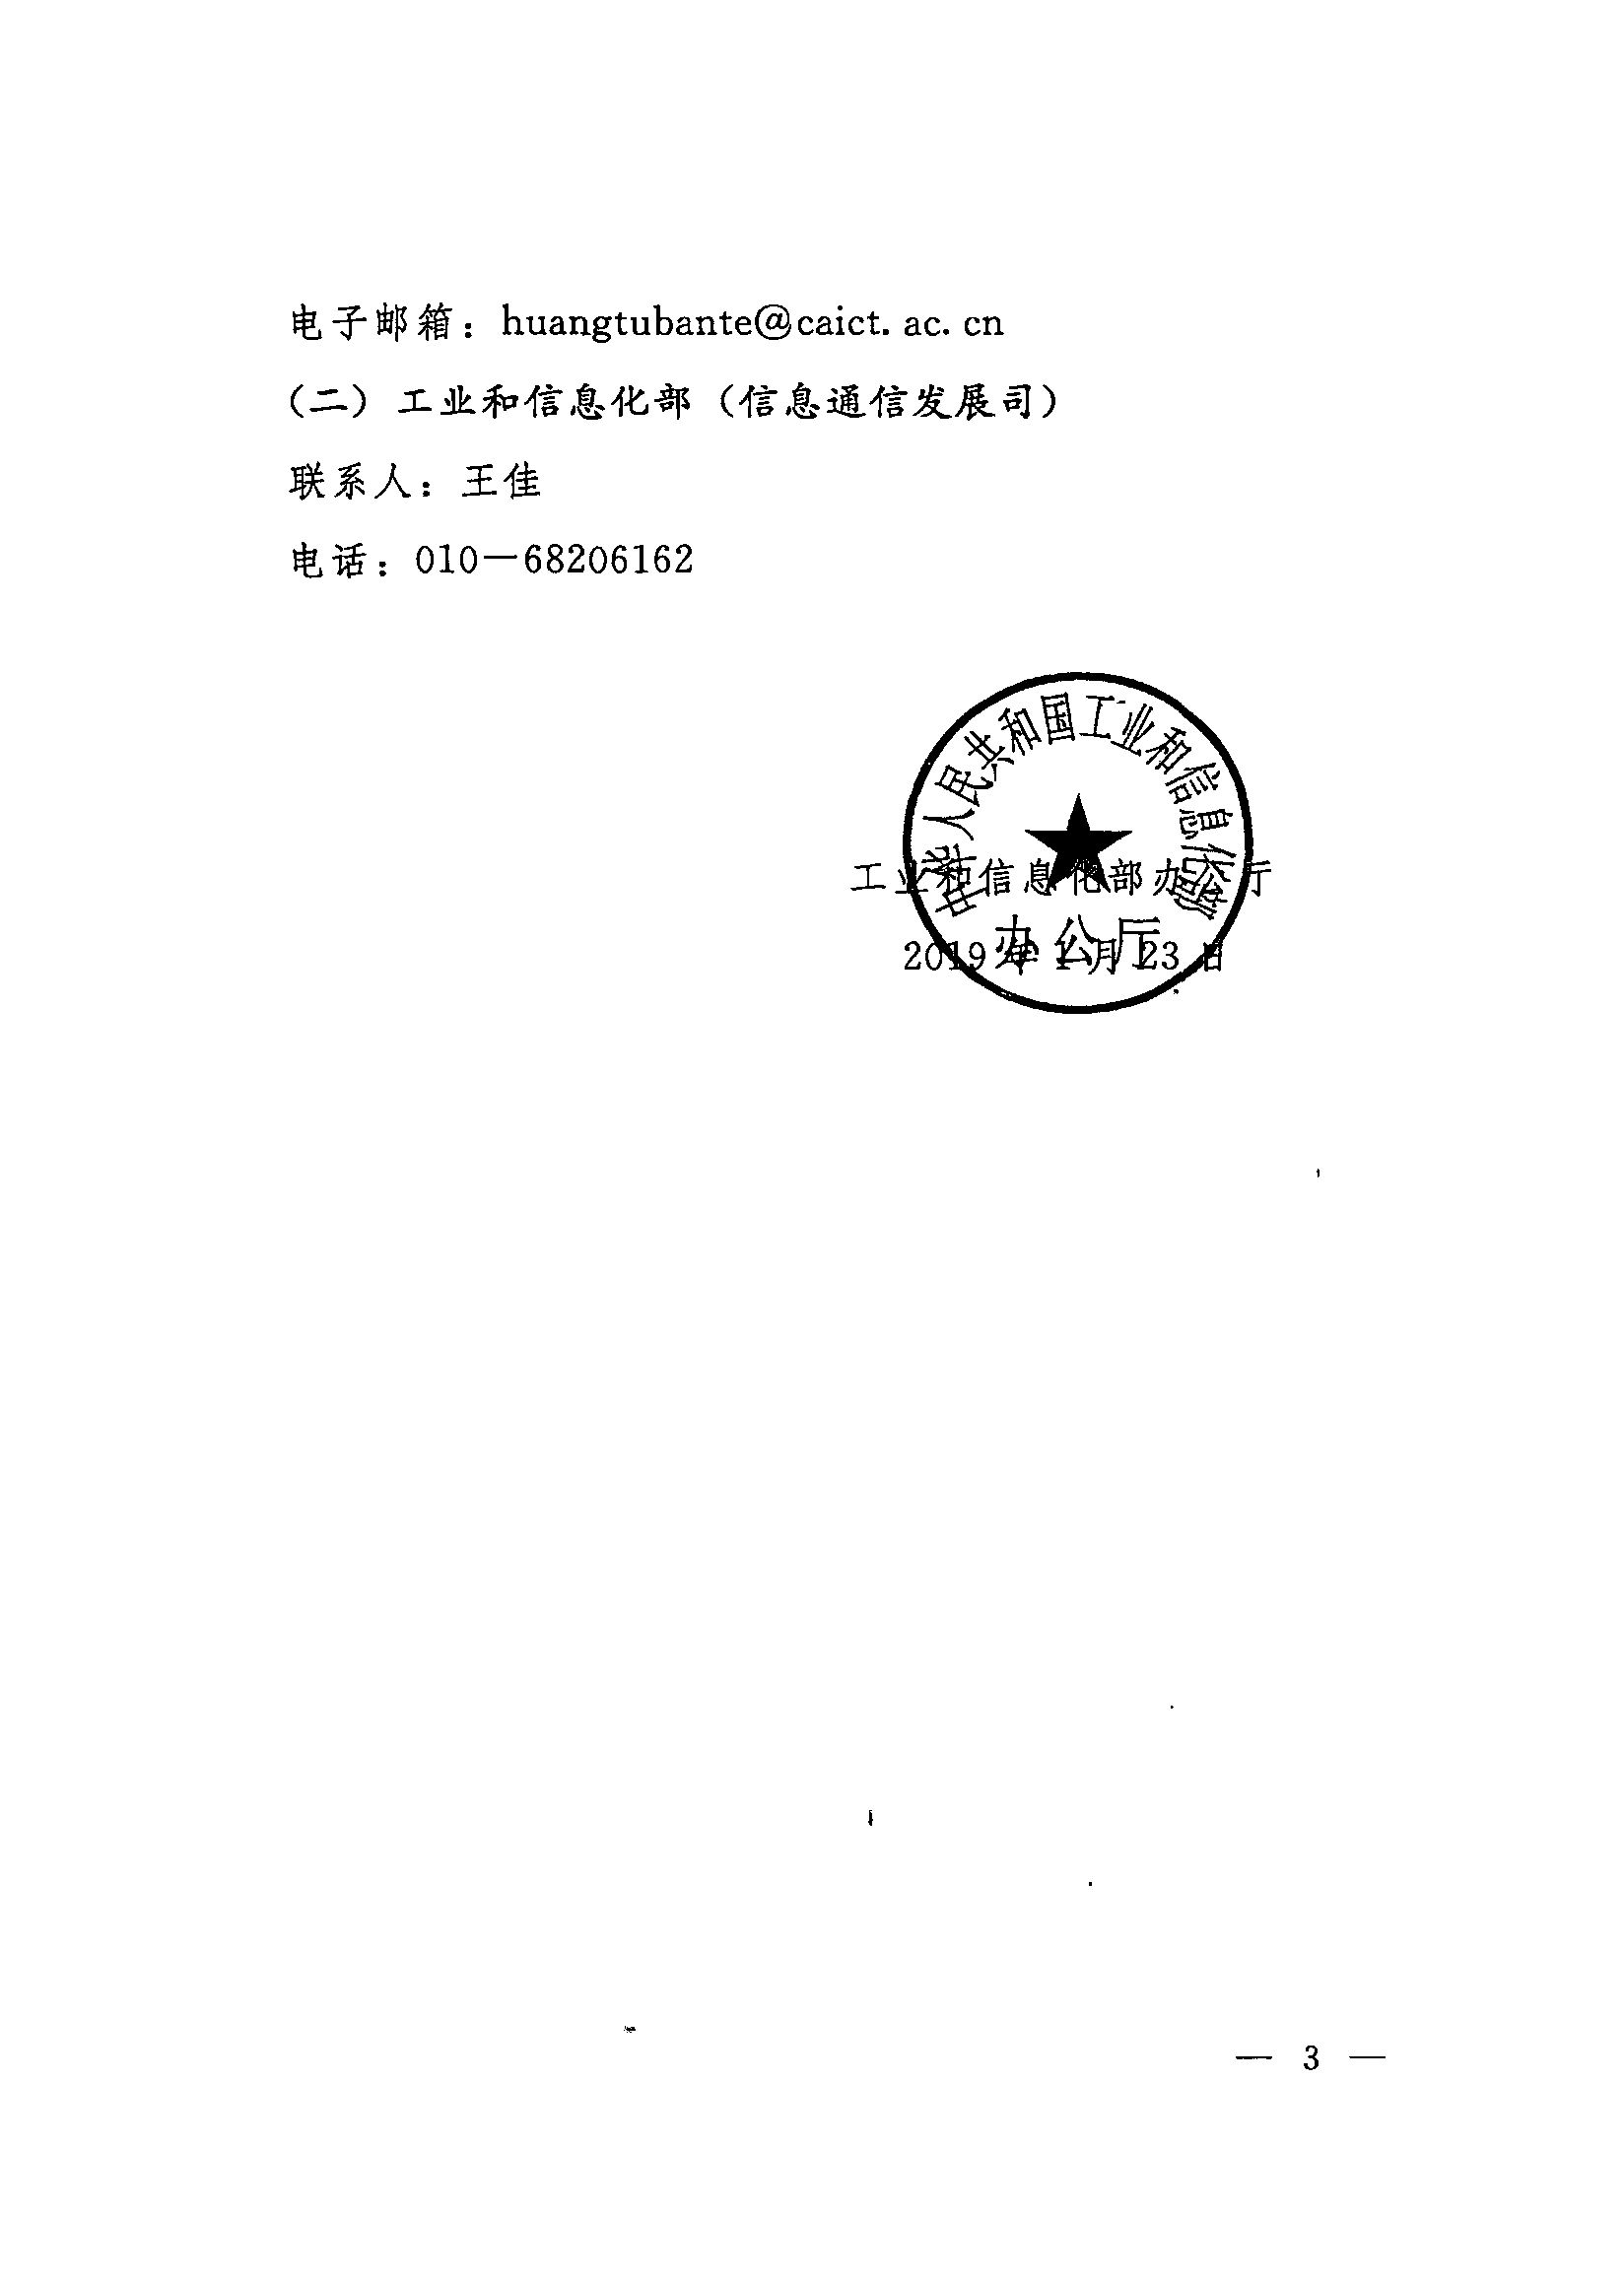 电子邮箱：huangtubante@caict.ac.cn
（二）工业和信息化部（信息通信发展司）
联系人：王佳
电话：010—68206162
中华人民共和国工业和信息化部
工业和信息化部办公厅
办公厅
2019年1月23日
— 3 —